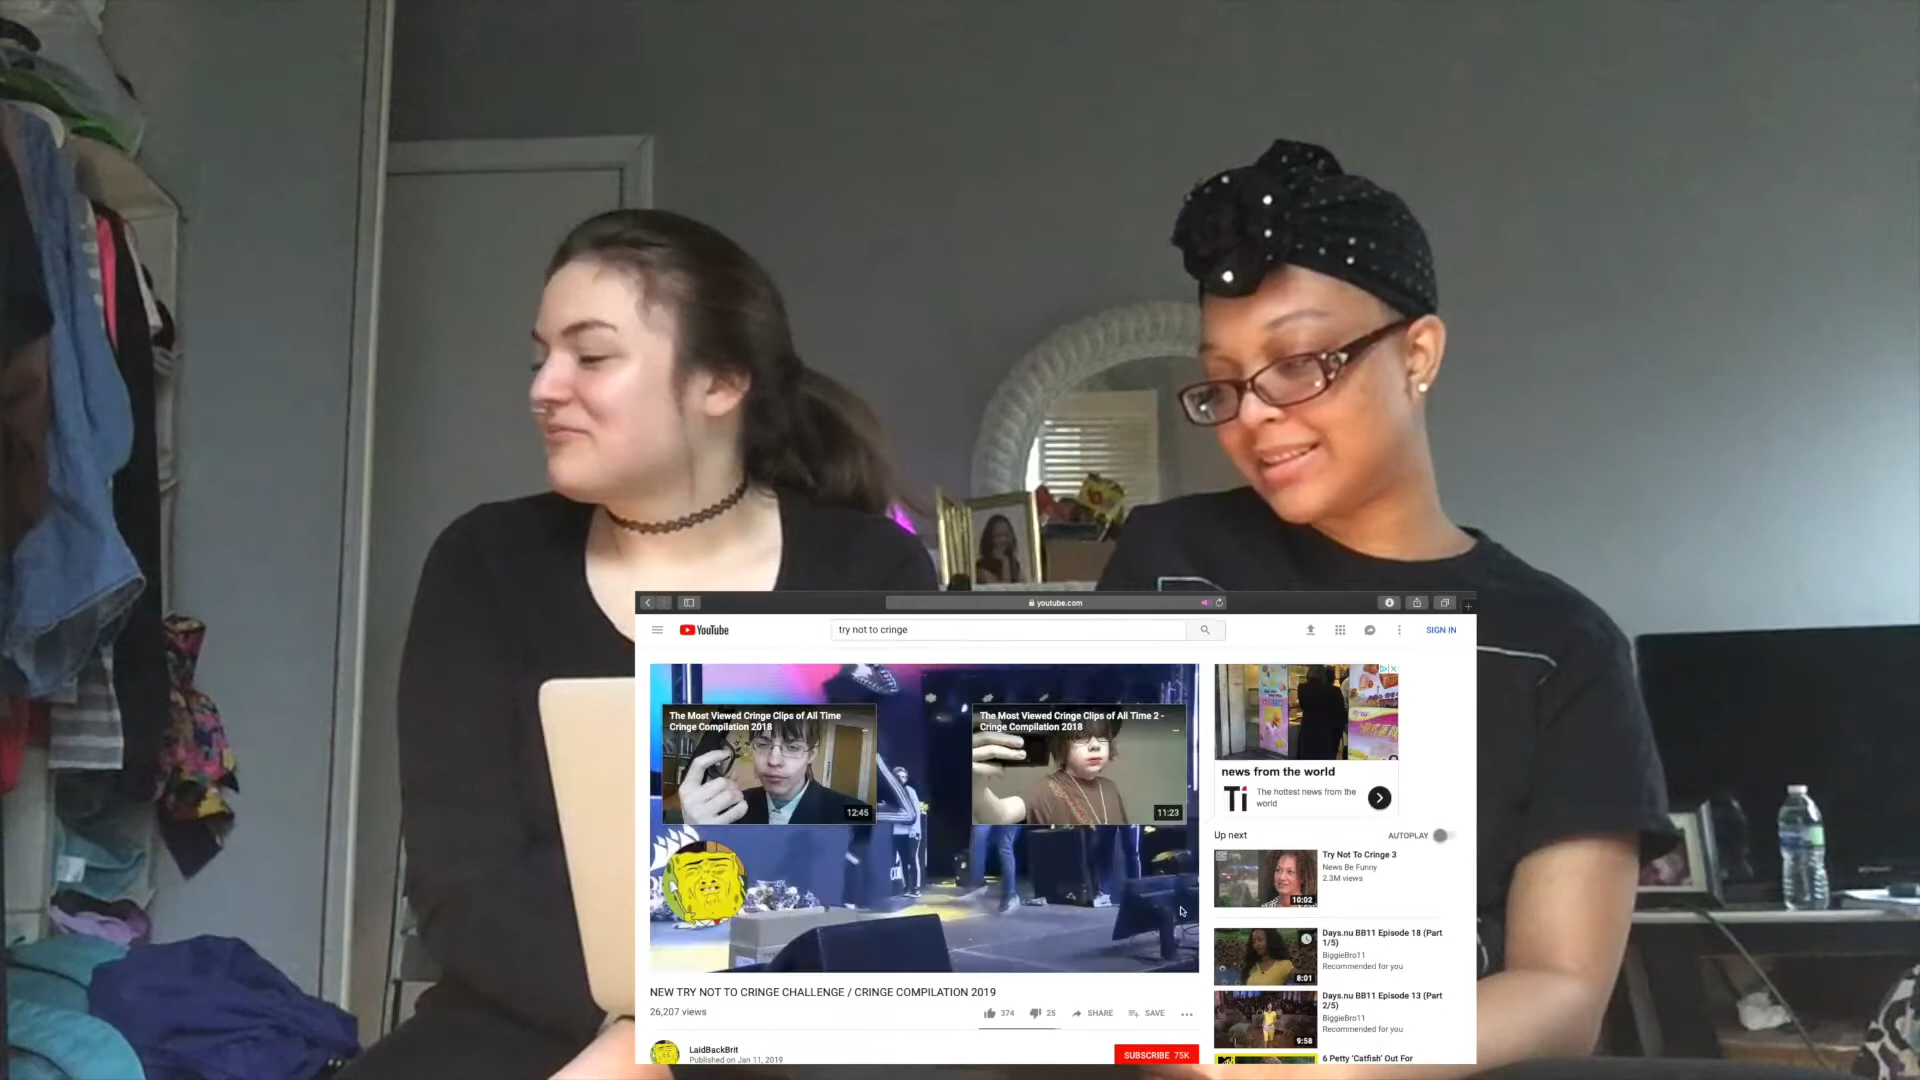 youtube.com
YouTube
try not to cringe
SIGN IN
The Most Viewed Cringe Clips of All Time
Cringe Compilation 2018
12:45
The Most Viewed Cringe Clips of All Time 2 -
Cringe Compilation 2018
11:23
news from the world
Ti
The hottest news from the
world
Up next
AUTOPLAY
Try Not To Cringe 3
News Be Funny
2.3M views
10:02
Days.nu BB11 Episode 18 (Part
1/5)
BiggieBro11
Recommended for you
8:01
Days.nu BB11 Episode 13 (Part
2/5)
BiggieBro11
Recommended for you
9:58
6 Petty 'Catfish' Out For
NEW TRY NOT TO CRINGE CHALLENGE / CRINGE COMPILATION 2019
26,207 views
374
25
SHARE
SAVE
LaidBackBrit
Published on Jan 11, 2019
SUBSCRIBE 75K